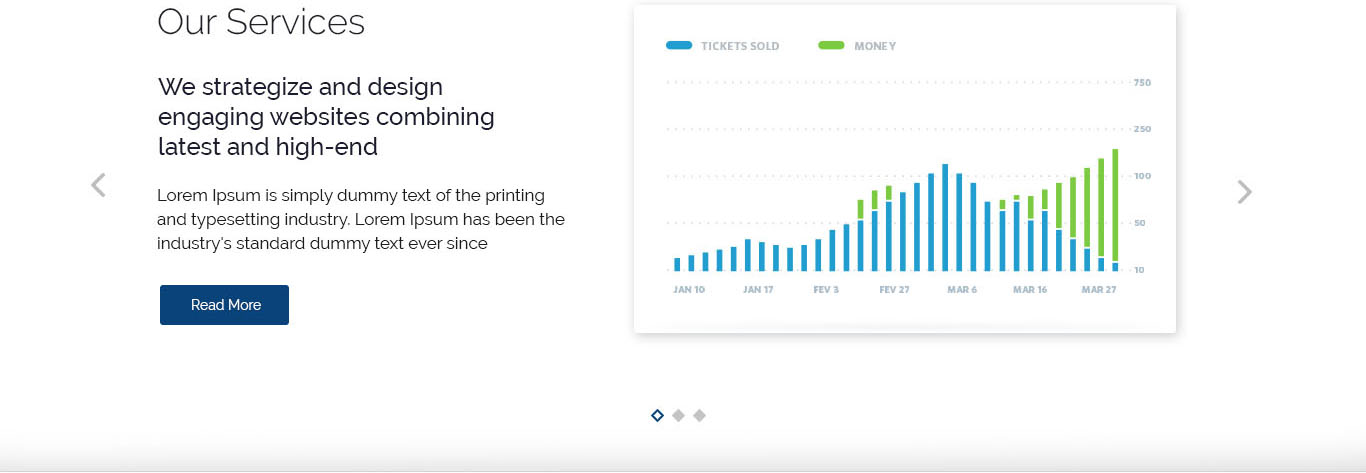 Our Services
We strategize and design
engaging websites combining
latest and high-end
Lorem Ipsum is simply dummy text of the printing
and typesetting industry. Lorem Ipsum has been the
industry's standard dummy text ever since
Read More
TICKETS SOLD
MONEY
750
250
100
50
10
JAN 10
JAN 17
FEV 3
FEV 27
MAR 6
MAR 16
MAR 27